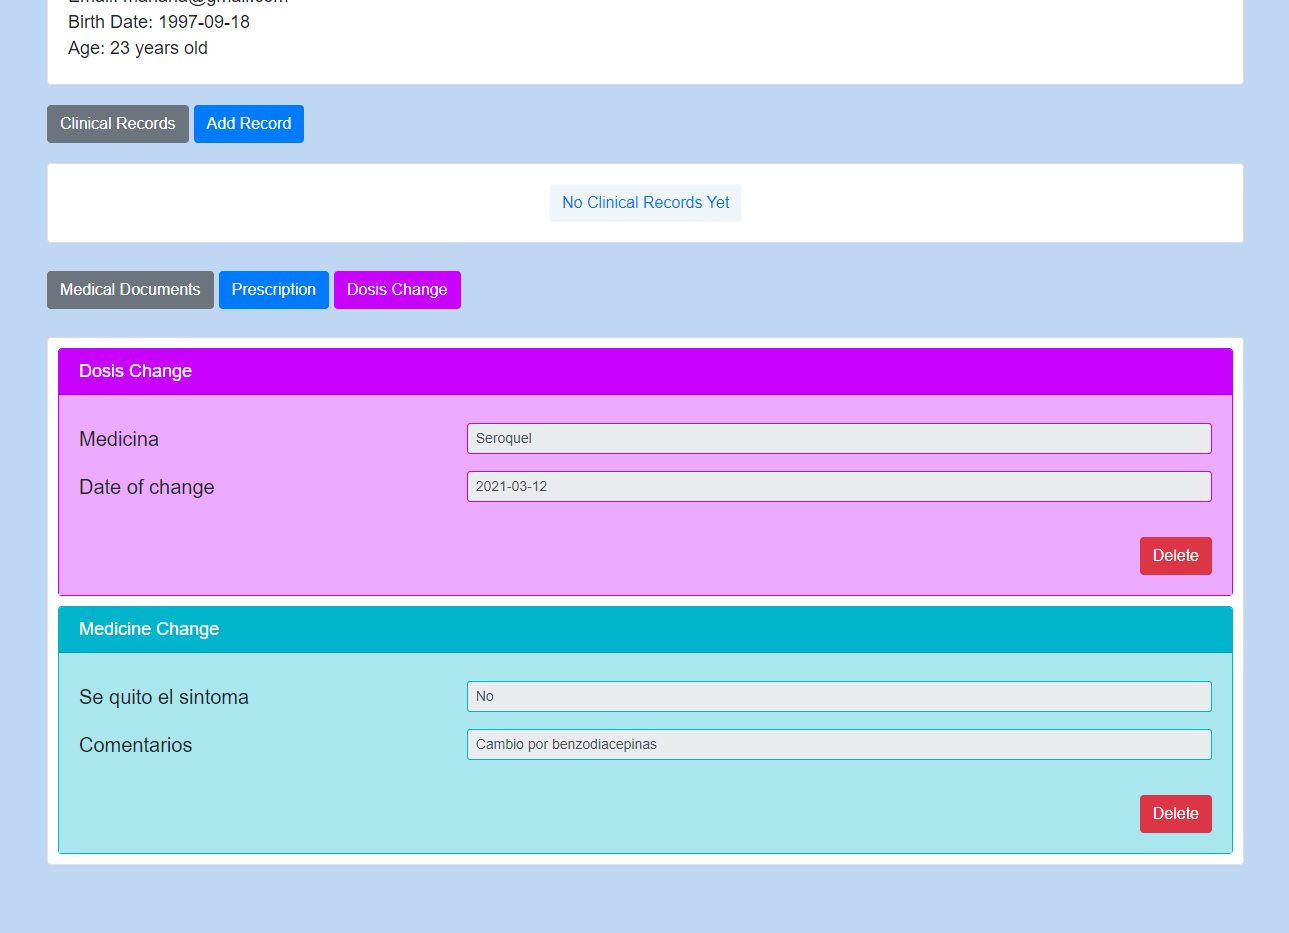 Birth Date: 1997-09-18
Age: 23 years old
Clinical Records Add Record
No Clinical Records Yet
Medical Documents Prescription Dosis Change
Dosis Change
Medicina Seroquel
Date of change 2021-03-12
Delete
Medicine Change
Se quito el sintoma No
Comentarios Cambio por benzodiacepinas
Delete